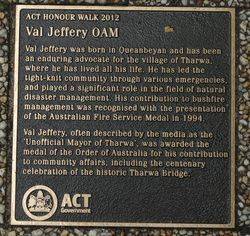 ACT HONOUR WALK 2012
Val Jeffery OAM
Val Jeffery was born in Queanbeyan and has been
an enduring advocate for the village of Tharwa,
where he has lived all his life. He has led the
tight-knit community through various emergencies,
and played a significant role in the field of natural
disaster management. His contribution to bushfire
management was recognised with the presentation
of the Australian Fire Service Medal in 1994.
Val Jeffery, often described by the media as the
"Unofficial Mayor of Tharwa", was awarded the
medal of the Order of Australia for his contribution
to community affairs, including the centenary
celebration of the historic Tharwa Bridge.
ACT
Government